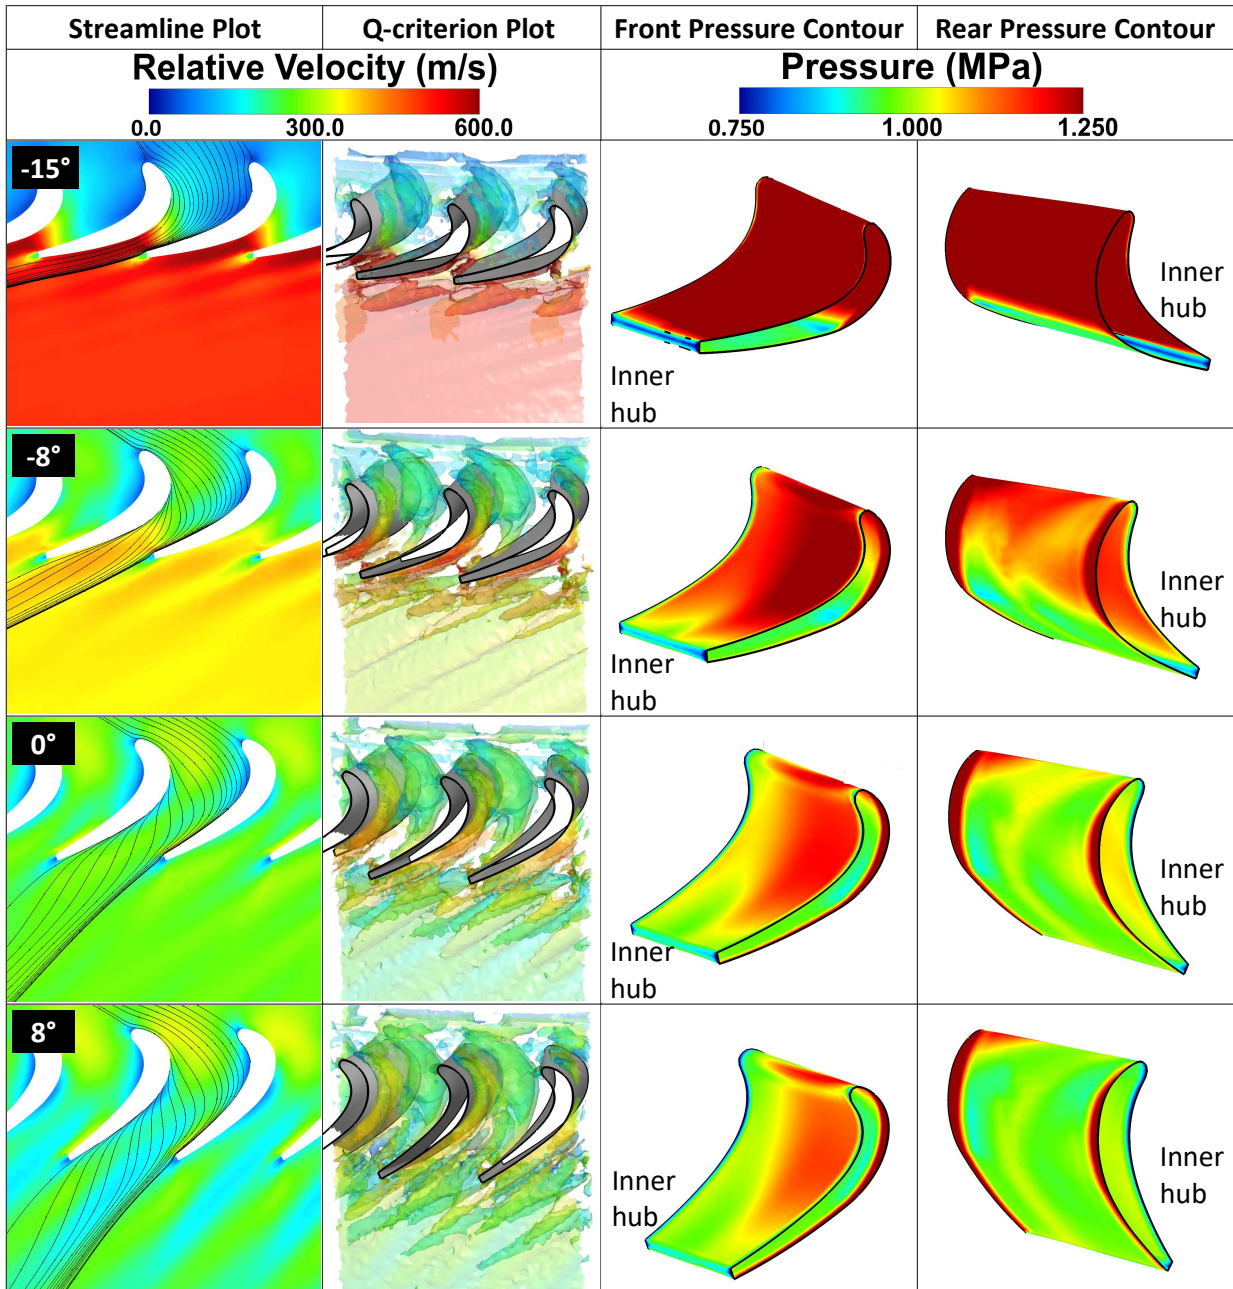 Streamline Plot
Q-criterion Plot
Front Pressure Contour
Rear Pressure Contour
Relative Velocity (m/s)
0.0
300.0
600.0
Pressure (MPa)
0.750
1.000
1.250
-15°
Inner
hub
Inner
hub
-8°
Inner
hub
Inner
hub
0°
Inner
hub
Inner
hub
8°
Inner
hub
Inner
hub